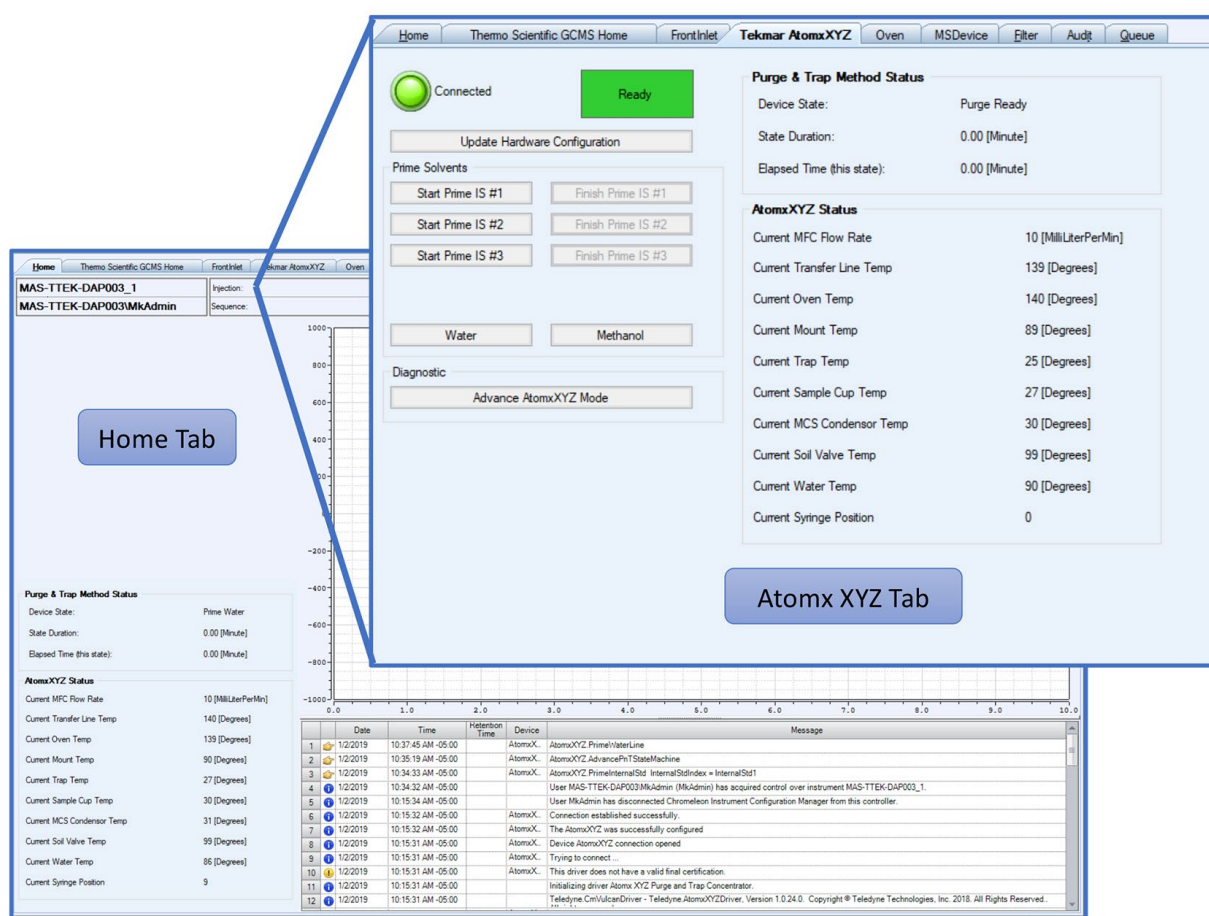 Home Thermo Scientific GCMS Home FrontInlet Tekmar AtomxXYZ Oven MSDevice Filter Audit Queue
Connected
Ready
Update Hardware Configuration
Prime Solvents
Start Prime IS #1 Finish Prime IS #1
Start Prime IS #2 Finish Prime IS #2
Start Prime IS #3 Finish Prime IS #3
Water Methanol
Diagnostic
Advance AtomxXYZ Mode
Purge & Trap Method Status
Device State: Purge Ready
State Duration: 0.00 [Minute]
Elapsed Time (this state): 0.00 [Minute]
AtomxXYZ Status
Current MFC Flow Rate 10 [MilliLiterPerMin]
Current Transfer Line Temp 139 [Degrees]
Current Oven Temp 140 [Degrees]
Current Mount Temp 89 [Degrees]
Current Trap Temp 25 [Degrees]
Current Sample Cup Temp 27 [Degrees]
Current MCS Condensor Temp 30 [Degrees]
Current Soil Valve Temp 99 [Degrees]
Current Water Temp 90 [Degrees]
Current Syringe Position 0
Atomx XYZ Tab
Home Thermo Scientific GCMS Home FrontInlet Tekmar AtomxXYZ Oven
MAS-TTEK-DAP003_1 Injection:
MAS-TTEK-DAP003\MkAdmin Sequence:
Home Tab
1000
800
600
400
-200
-400
-600
-800
-1000
0.0 1.0 2.0 3.0 4.0 5.0 6.0 7.0 8.0 9.0 10.0
Purge & Trap Method Status
Device State: Prime Water
State Duration: 0.00 [Minute]
Elapsed Time (this state): 0.00 [Minute]
AtomxXYZ Status
Current MFC Flow Rate 10 [MilliLiterPerMin]
Current Transfer Line Temp 140 [Degrees]
Current Oven Temp 139 [Degrees]
Current Mount Temp 90 [Degrees]
Current Trap Temp 27 [Degrees]
Current Sample Cup Temp 30 [Degrees]
Current MCS Condensor Temp 31 [Degrees]
Current Soil Valve Temp 99 [Degrees]
Current Water Temp 86 [Degrees]
Current Syringe Position 9
Date Time Retention Time Device Message
1 1/2/2019 10:37:45 AM -05:00 AtomxX.. AtomxXYZ.PrimeWaterLine
2 1/2/2019 10:35:19 AM -05:00 AtomxX.. AtomxXYZ.AdvancePnTStateMachine
3 1/2/2019 10:34:33 AM -05:00 AtomxX.. AtomxXYZ.PrimeInternalStd InternalStdIndex = InternalStd1
4 1/2/2019 10:34:32 AM -05:00 User MAS-TTEK-DAP003\MkAdmin (MkAdmin) has acquired control over instrument MAS-TTEK-DAP003_1.
5 1/2/2019 10:15:34 AM -05:00 User MkAdmin has disconnected Chromeleon Instrument Configuration Manager from this controller.
6 1/2/2019 10:15:32 AM -05:00 AtomxX.. Connection established successfully.
7 1/2/2019 10:15:32 AM -05:00 AtomxX.. The AtomxXYZ was successfully configured
8 1/2/2019 10:15:31 AM -05:00 AtomxX.. Device AtomxXYZ connection opened
9 1/2/2019 10:15:31 AM -05:00 AtomxX.. Trying to connect ...
10 1/2/2019 10:15:31 AM -05:00 AtomxX.. This driver does not have a valid final certification.
11 1/2/2019 10:15:31 AM -05:00 Initializing driver Atomx XYZ Purge and Trap Concentrator.
12 1/2/2019 10:15:31 AM -05:00 Teledyne.CmVulcanDriver - Teledyne.AtomxXYZDriver, Version 1.0.24.0. Copyright ® Teledyne Technologies, Inc. 2018. All Rights Reserved..